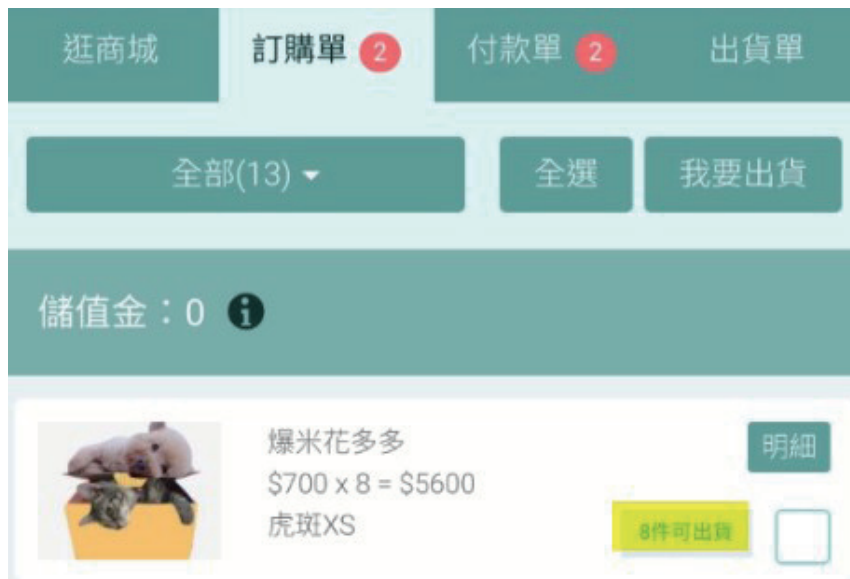 逛商城 訂購單 2 付款單 2 出貨單
全部(13) 全選 我要出貨
儲值金：0
爆米花多多 明細
$700 x 8 = $5600
虎斑XS 8件可出貨